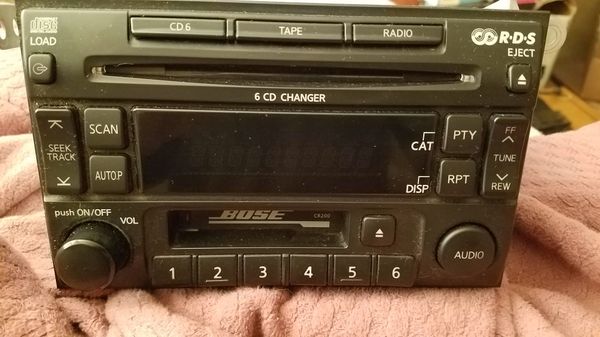 disc
LOAD
CD 6
TAPE
RADIO
R·D·S
EJECT
6 CD CHANGER
SEEK
TRACK
SCAN
AUTO.P
CAT
DISP
PTY
RPT
FF
TUNE
REW
push ON/OFF
VOL
BOSE
CR200
AUDIO
1
2
3
4
5
6